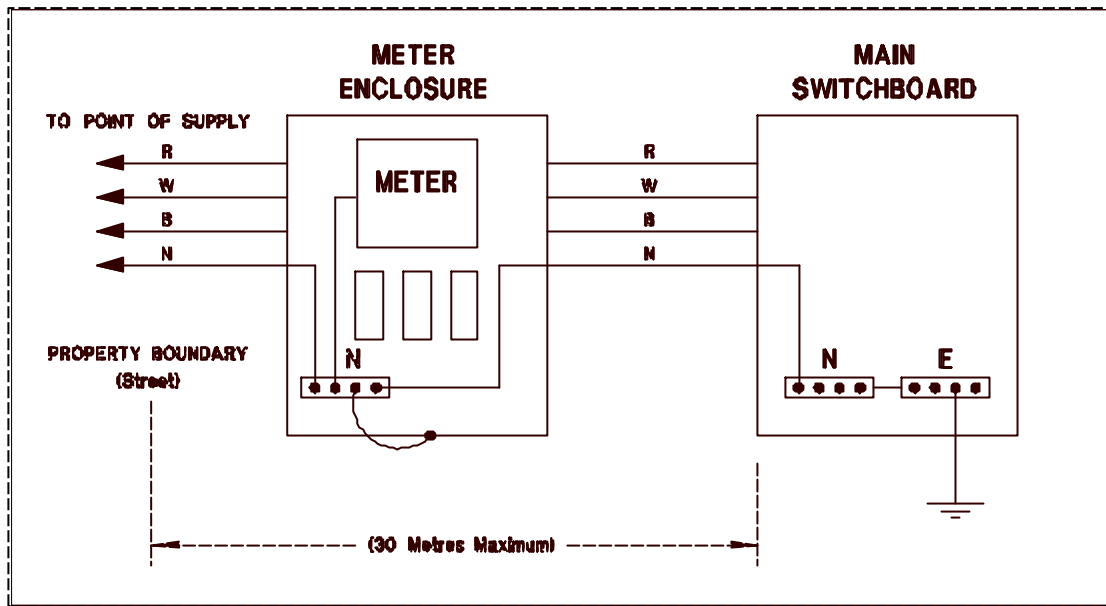 METER
ENCLOSURE
MAIN
SWITCHBOARD
TO POINT OF SUPPLY
R
W
B
N
METER
R
W
B
N
PROPERTY BOUNDARY
(Street)
N
N
E
(30 Metres Maximum)